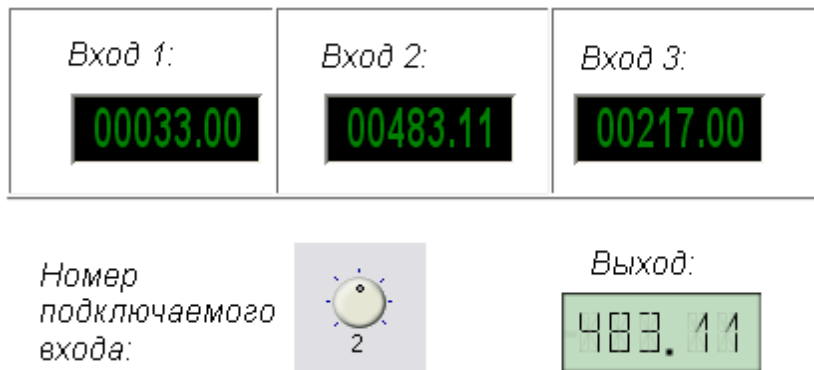 Вход 1: Вход 2: Вход 3:
00033.00 00483.11 00217.00
Номер
подключаемого
входа:
2
Выход:
483.11